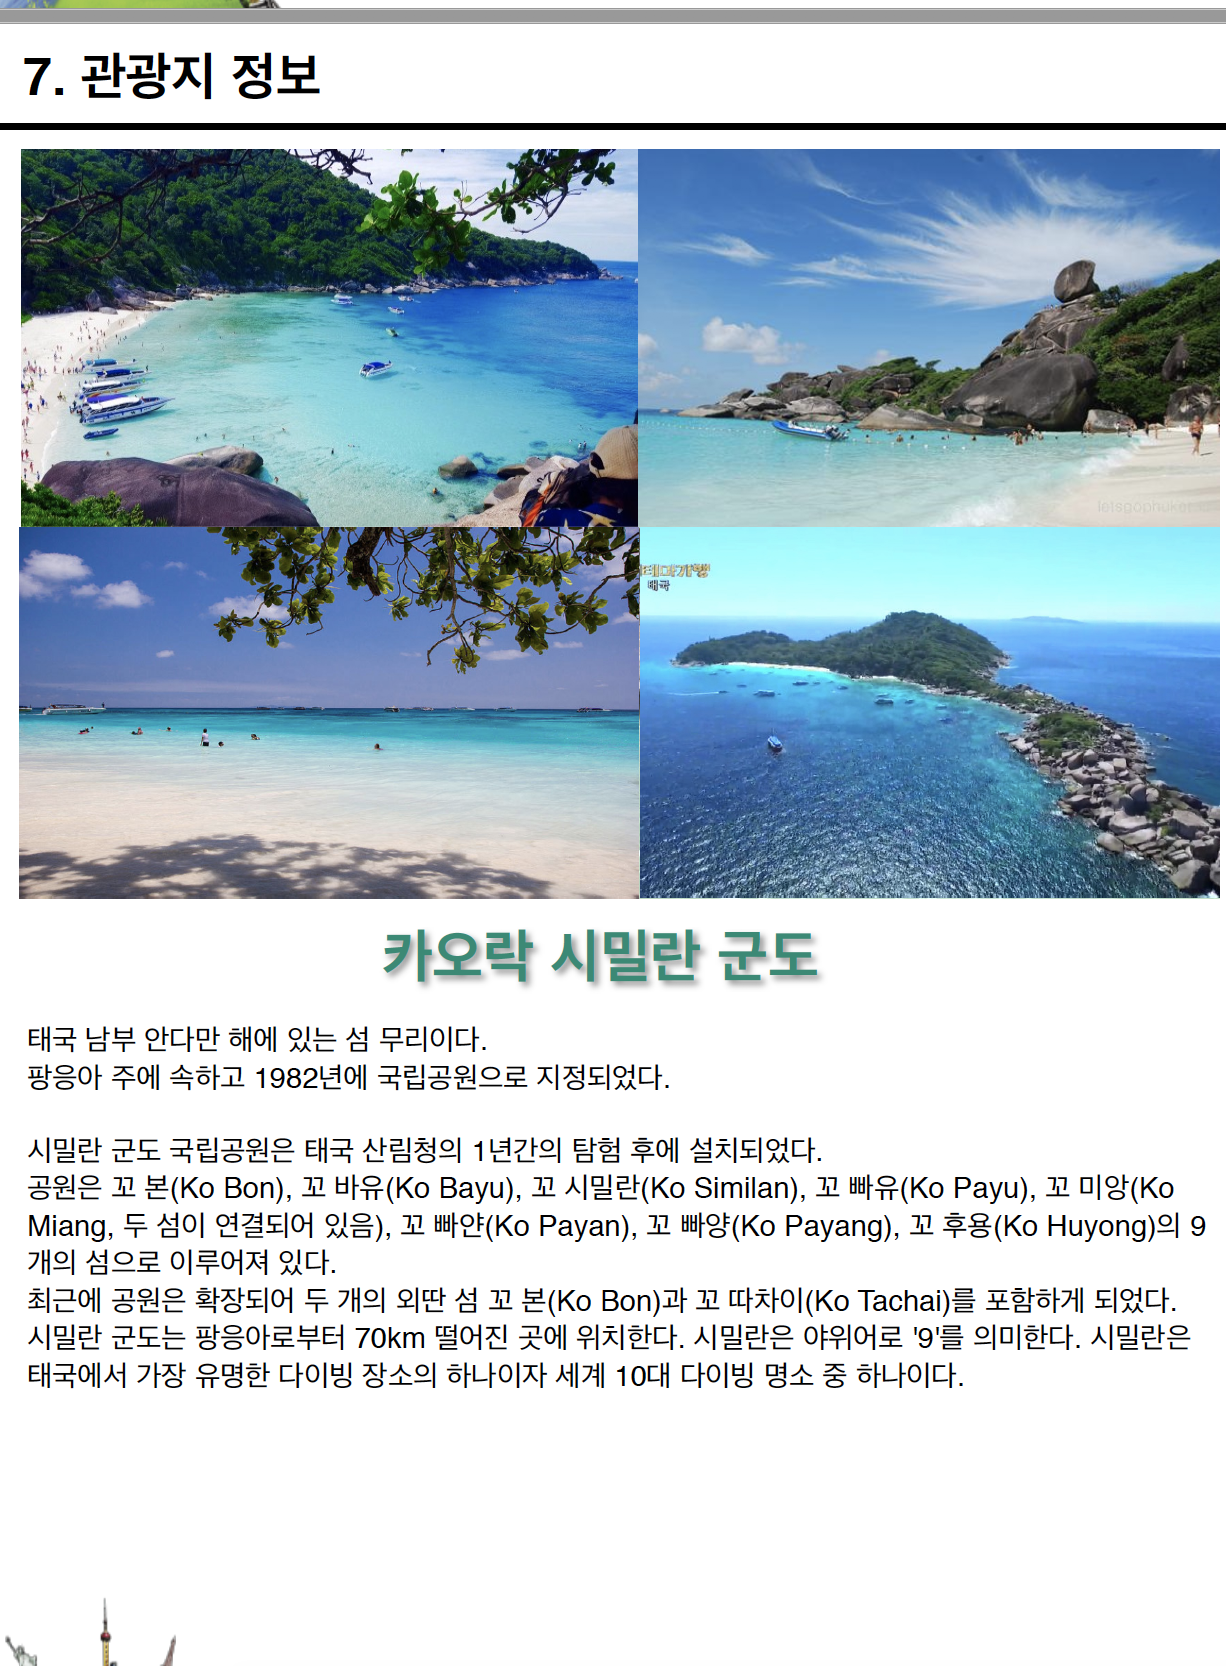 7. 관광지 정보
letsgophuket
테마기행
태국
카오락 시밀란 군도
태국 남부 안다만 해에 있는 섬 무리이다.
팡응아 주에 속하고 1982년에 국립공원으로 지정되었다.
시밀란 군도 국립공원은 태국 산림청의 1년간의 탐험 후에 설치되었다.
공원은 꼬 본(Ko Bon), 꼬 바유(Ko Bayu), 꼬 시밀란(Ko Similan), 꼬 빠유(Ko Payu), 꼬 미앙(Ko
Miang, 두 섬이 연결되어 있음), 꼬 빠얀(Ko Payan), 꼬 빠양(Ko Payang), 꼬 후용(Ko Huyong)의 9
개의 섬으로 이루어져 있다.
최근에 공원은 확장되어 두 개의 외딴 섬 꼬 본(Ko Bon)과 꼬 따차이(Ko Tachai)를 포함하게 되었다.
시밀란 군도는 팡응아로부터 70km 떨어진 곳에 위치한다. 시밀란은 야위어로 '9'를 의미한다. 시밀란은
태국에서 가장 유명한 다이빙 장소의 하나이자 세계 10대 다이빙 명소 중 하나이다.